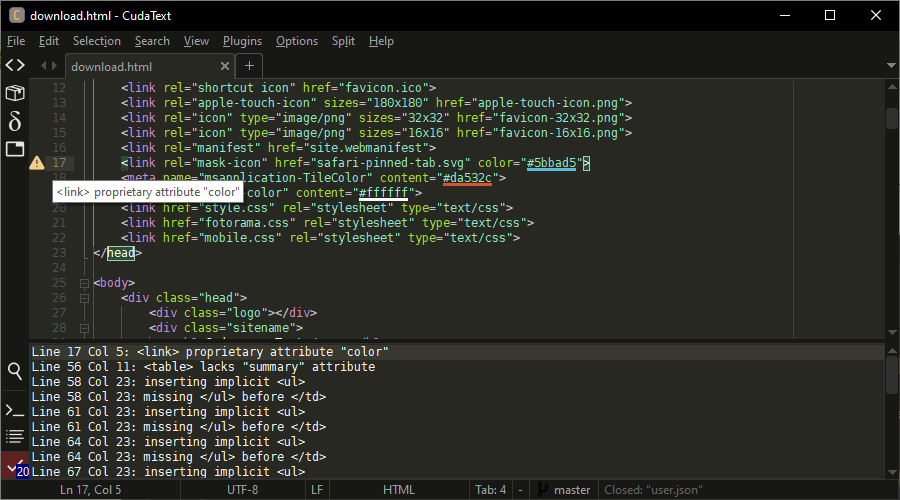 download.html - CudaText
File Edit Selection Search View Plugins Options Split Help
download.html
12 <link rel="shortcut icon" href="favicon.ico">
13 <link rel="apple-touch-icon" sizes="180x180" href="apple-touch-icon.png">
14 <link rel="icon" type="image/png" sizes="32x32" href="favicon-32x32.png">
15 <link rel="icon" type="image/png" sizes="16x16" href="favicon-16x16.png">
16 <link rel="manifest" href="site.webmanifest">
17 <link rel="mask-icon" href="safari-pinned-tab.svg" color="#5bbad5">
<meta name="msapplication-TileColor" content="#da532c">
<link> proprietary attribute "color"
-color" content="#ffffff">
20 <link href="style.css" rel="stylesheet" type="text/css">
21 <link href="fotorama.css" rel="stylesheet" type="text/css">
22 <link href="mobile.css" rel="stylesheet" type="text/css">
23 </head>
24
25 <body>
26 <div class="head">
27 <div class="logo"></div>
28 <div class="sitename">
Line 17 Col 5: <link> proprietary attribute "color"
Line 56 Col 11: <table> lacks "summary" attribute
Line 58 Col 23: inserting implicit <ul>
Line 58 Col 23: missing </ul> before </td>
Line 61 Col 23: inserting implicit <ul>
Line 61 Col 23: missing </ul> before </td>
Line 64 Col 23: inserting implicit <ul>
Line 64 Col 23: missing </ul> before </td>
Line 67 Col 23: inserting implicit <ul>
20
Ln 17, Col 5 UTF-8 LF HTML Tab: 4 - master Closed: "user.json"